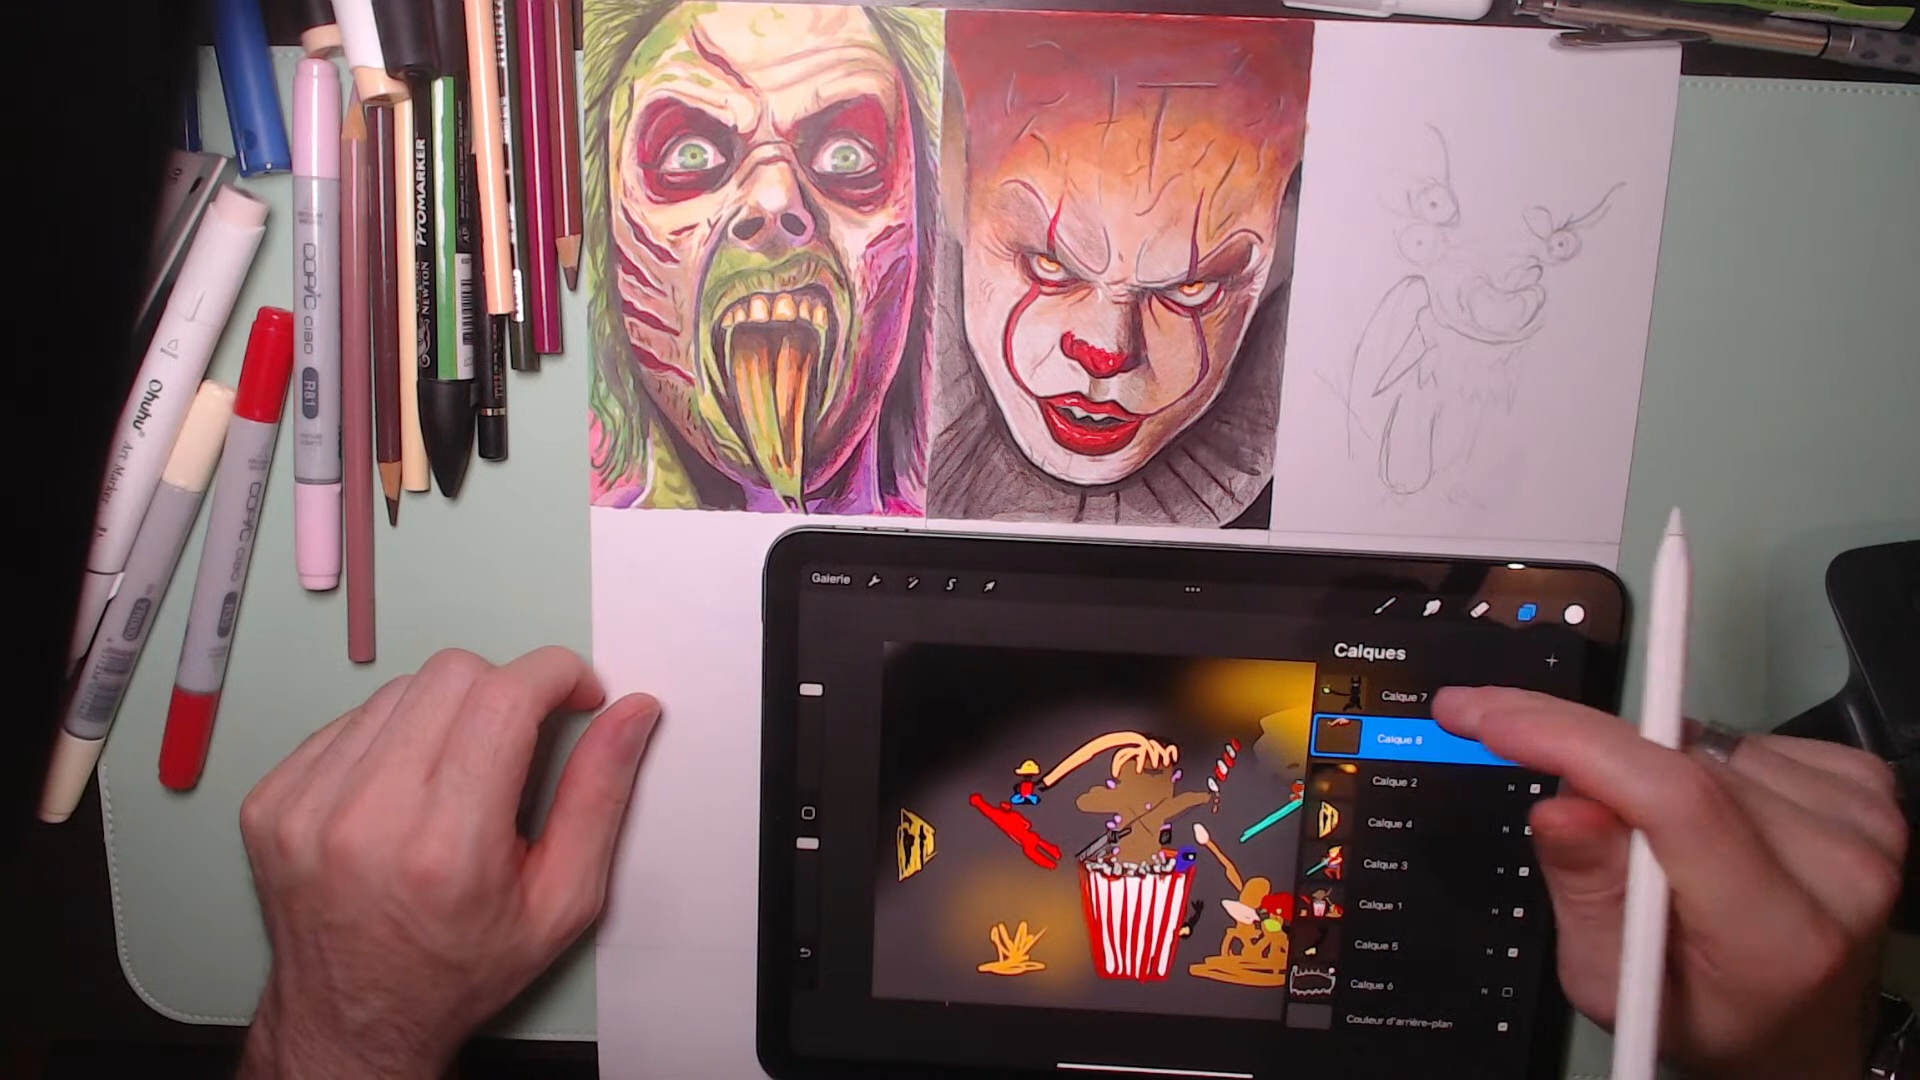 PROMARKER
NEWTON
COPIC CIAO
R81
Ohuhu
Art Marker
COPIC CIAO
IT
Galerie
S
Calques
Calque 7
Calque 8
Calque 2
N
Calque 4
N
Calque 3
N
Calque 1
N
Calque 5
N
Calque 6
N
Couleur d'arrière-plan